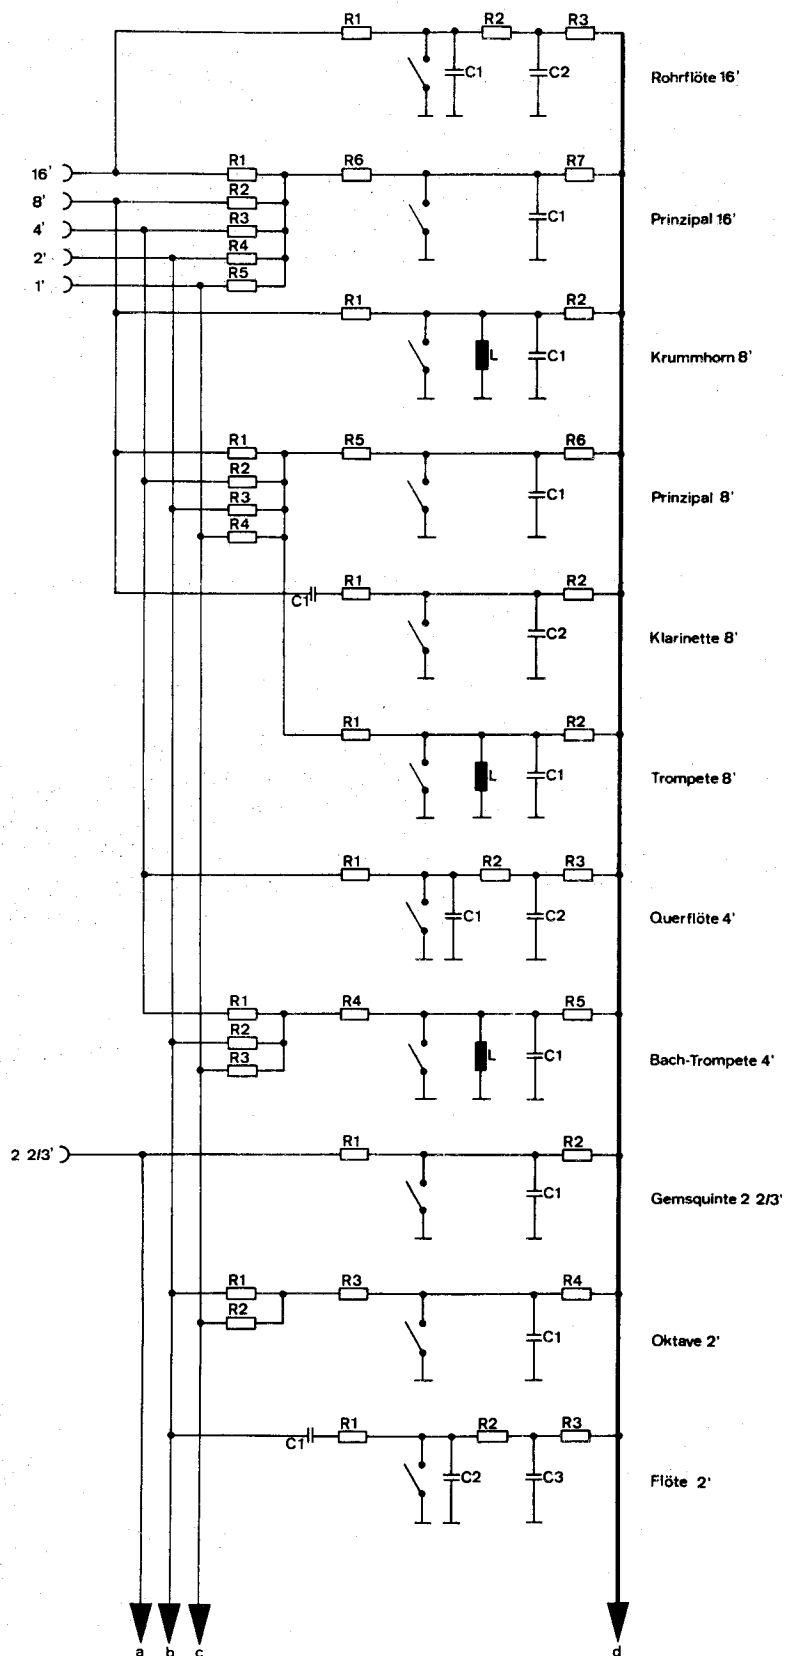 R1 R2 R3
C1 C2
Rohrflöte 16'
R1 R6 R7
16'
R2
8'
R3 C1
4'
Prinzipal 16'
R4
2'
R5
1'
R1 R2
L C1
Krummhorn 8'
R1 R5 R6
R2
R3 C1
Prinzipal 8'
R4
R1 R2
C1
C2
Klarinette 8'
R1 R2
L C1
Trompete 8'
R1 R2 R3
C1 C2
Querflöte 4'
R1 R4 R5
R2
R3 L C1
Bach-Trompete 4'
2 2/3' R1 R2
C1
Gemsquinte 2 2/3'
R1 R3 R4
R2
C1
Oktave 2'
R1 R2 R3
C1
C2 C3
Flöte 2'
a b c d